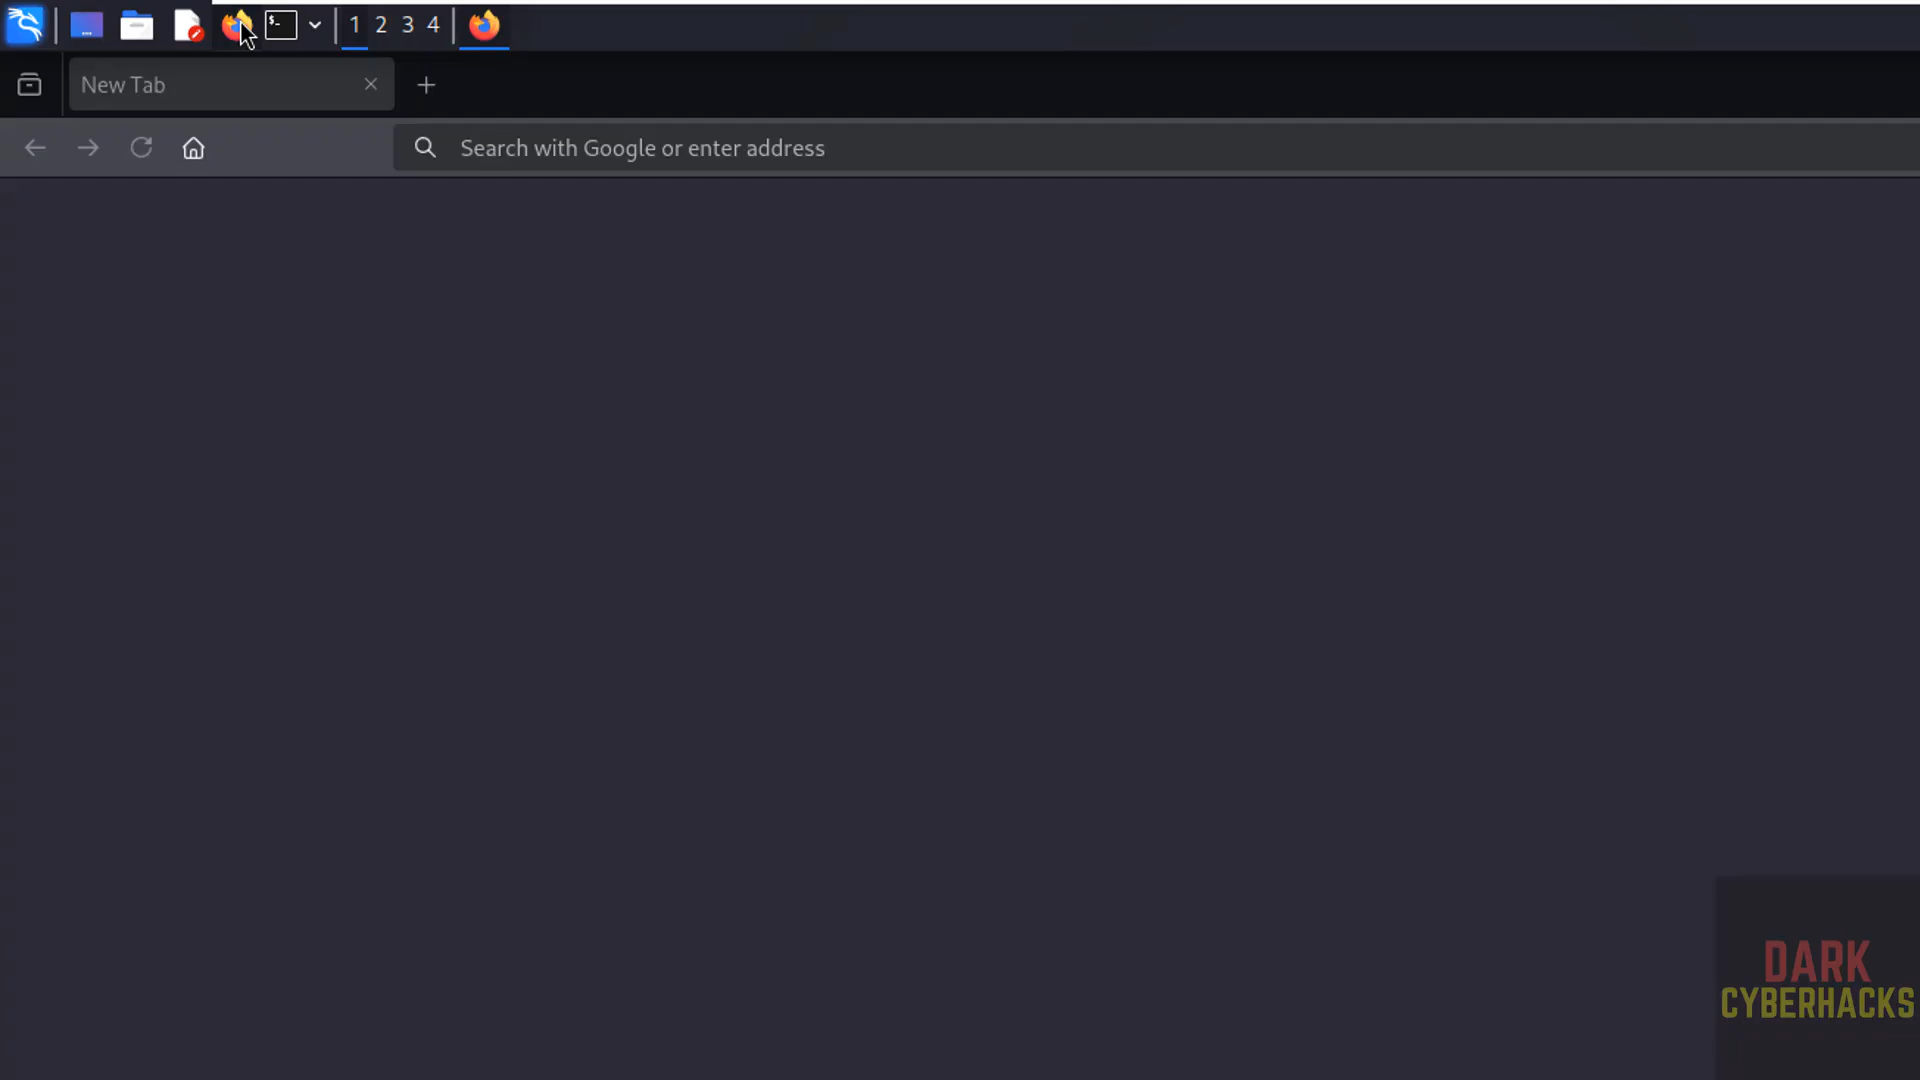 $-
1 2 3 4
New Tab
Search with Google or enter address
DARK
CYBERHACKS